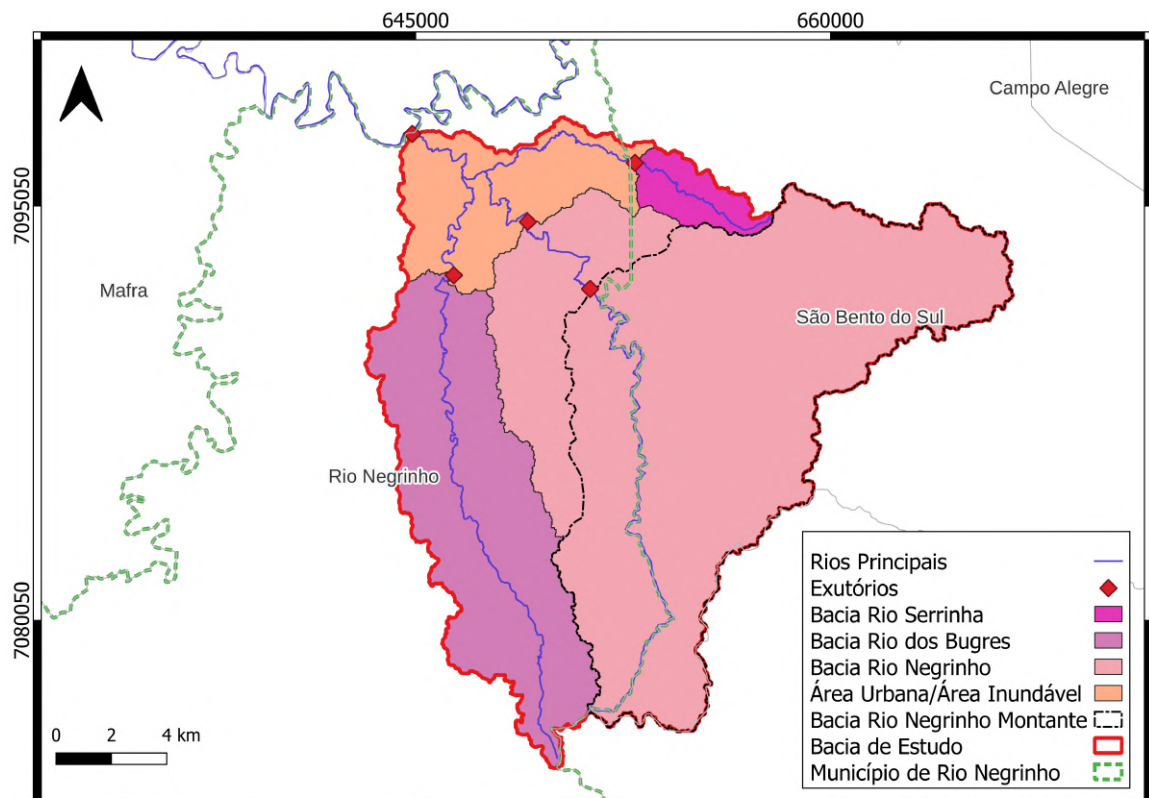 645000
660000
Campo Alegre
7095050
Mafra
São Bento do Sul
Rio Negrinho
7080050
Rios Principais
Exutórios
Bacia Rio Serrinha
Bacia Rio dos Bugres
Bacia Rio Negrinho
Área Urbana/Área Inundável
Bacia Rio Negrinho Montante
Bacia de Estudo
Município de Rio Negrinho
0 2 4 km